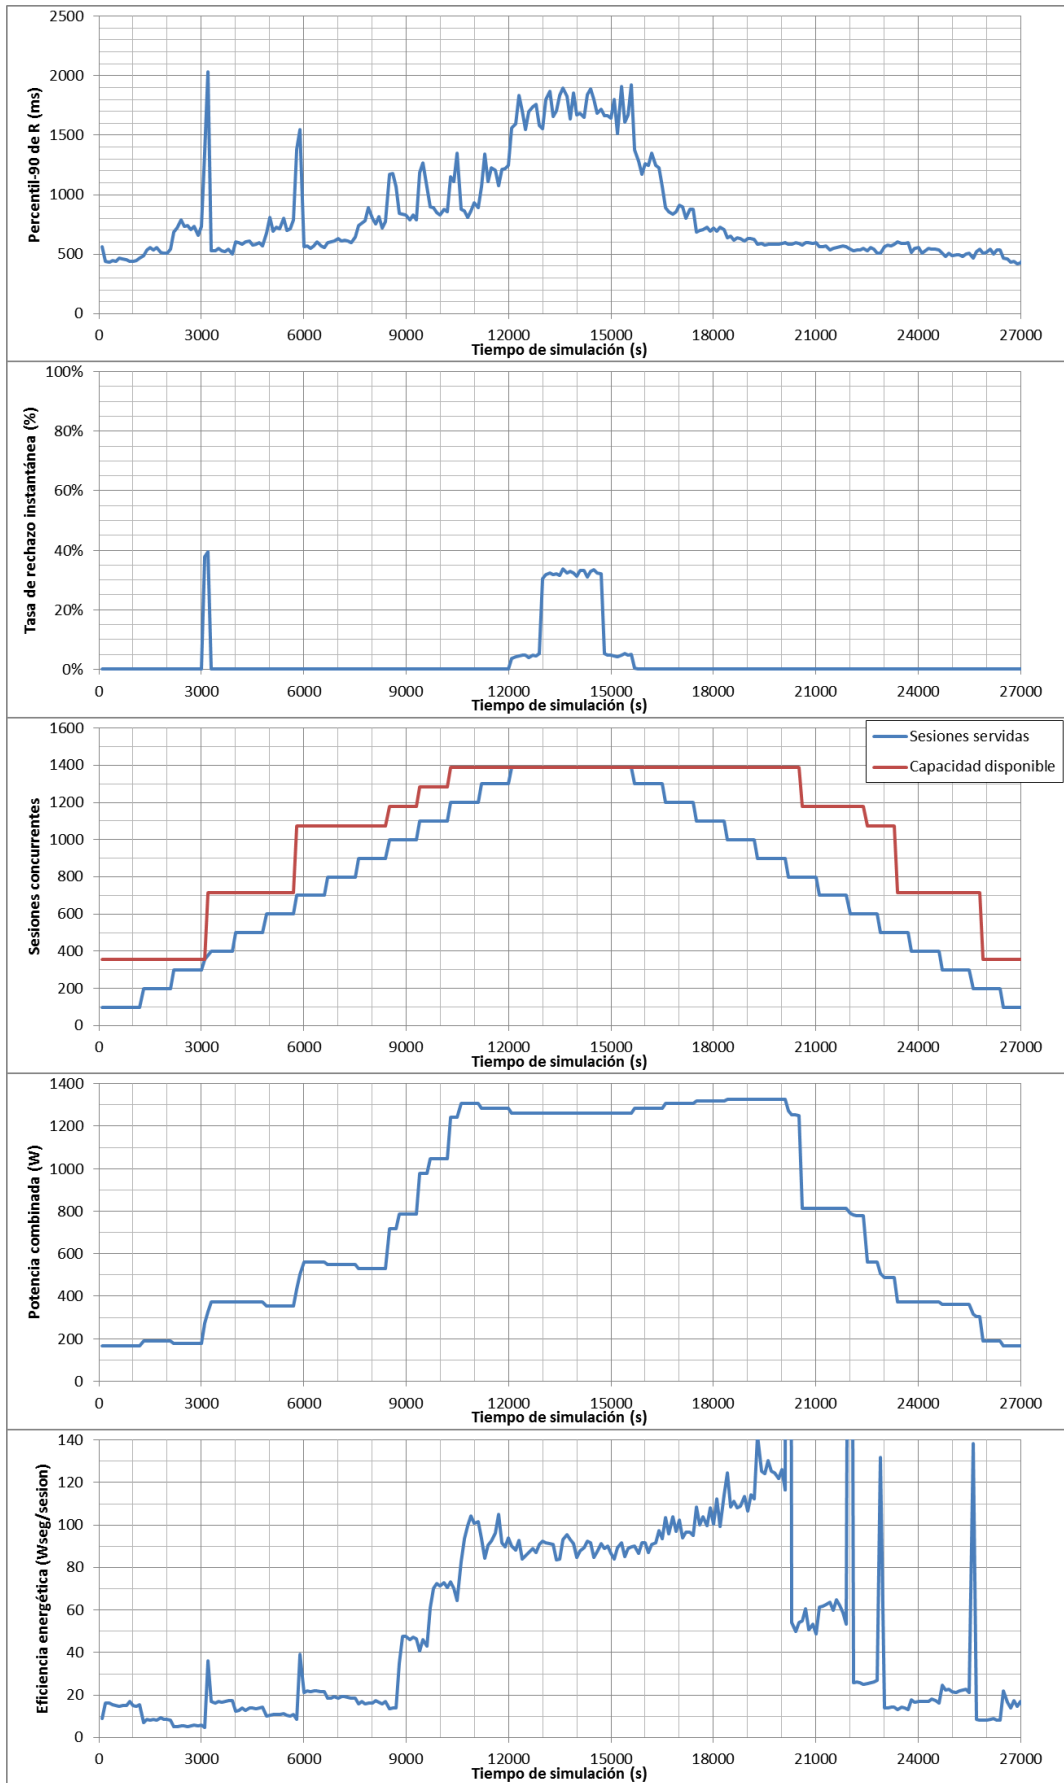 2500
2000
1500
1000
500
0
Percentil-90 de R (ms)
0 3000 6000 9000 12000 15000 18000 21000 24000 27000
Tiempo de simulación (s)
100%
80%
60%
40%
20%
0%
Tasa de rechazo instantánea (%)
0 3000 6000 9000 12000 15000 18000 21000 24000 27000
Tiempo de simulación (s)
1600
1400
1200
1000
800
600
400
200
0
Sesiones concurrentes
Sesiones servidas
Capacidad disponible
0 3000 6000 9000 12000 15000 18000 21000 24000 27000
Tiempo de simulación (s)
1400
1200
1000
800
600
400
200
0
Potencia combinada (W)
0 3000 6000 9000 12000 15000 18000 21000 24000 27000
Tiempo de simulación (s)
140
120
100
80
60
40
20
0
Eficiencia energética (Wseg/sesion)
0 3000 6000 9000 12000 15000 18000 21000 24000 27000
Tiempo de simulación (s)